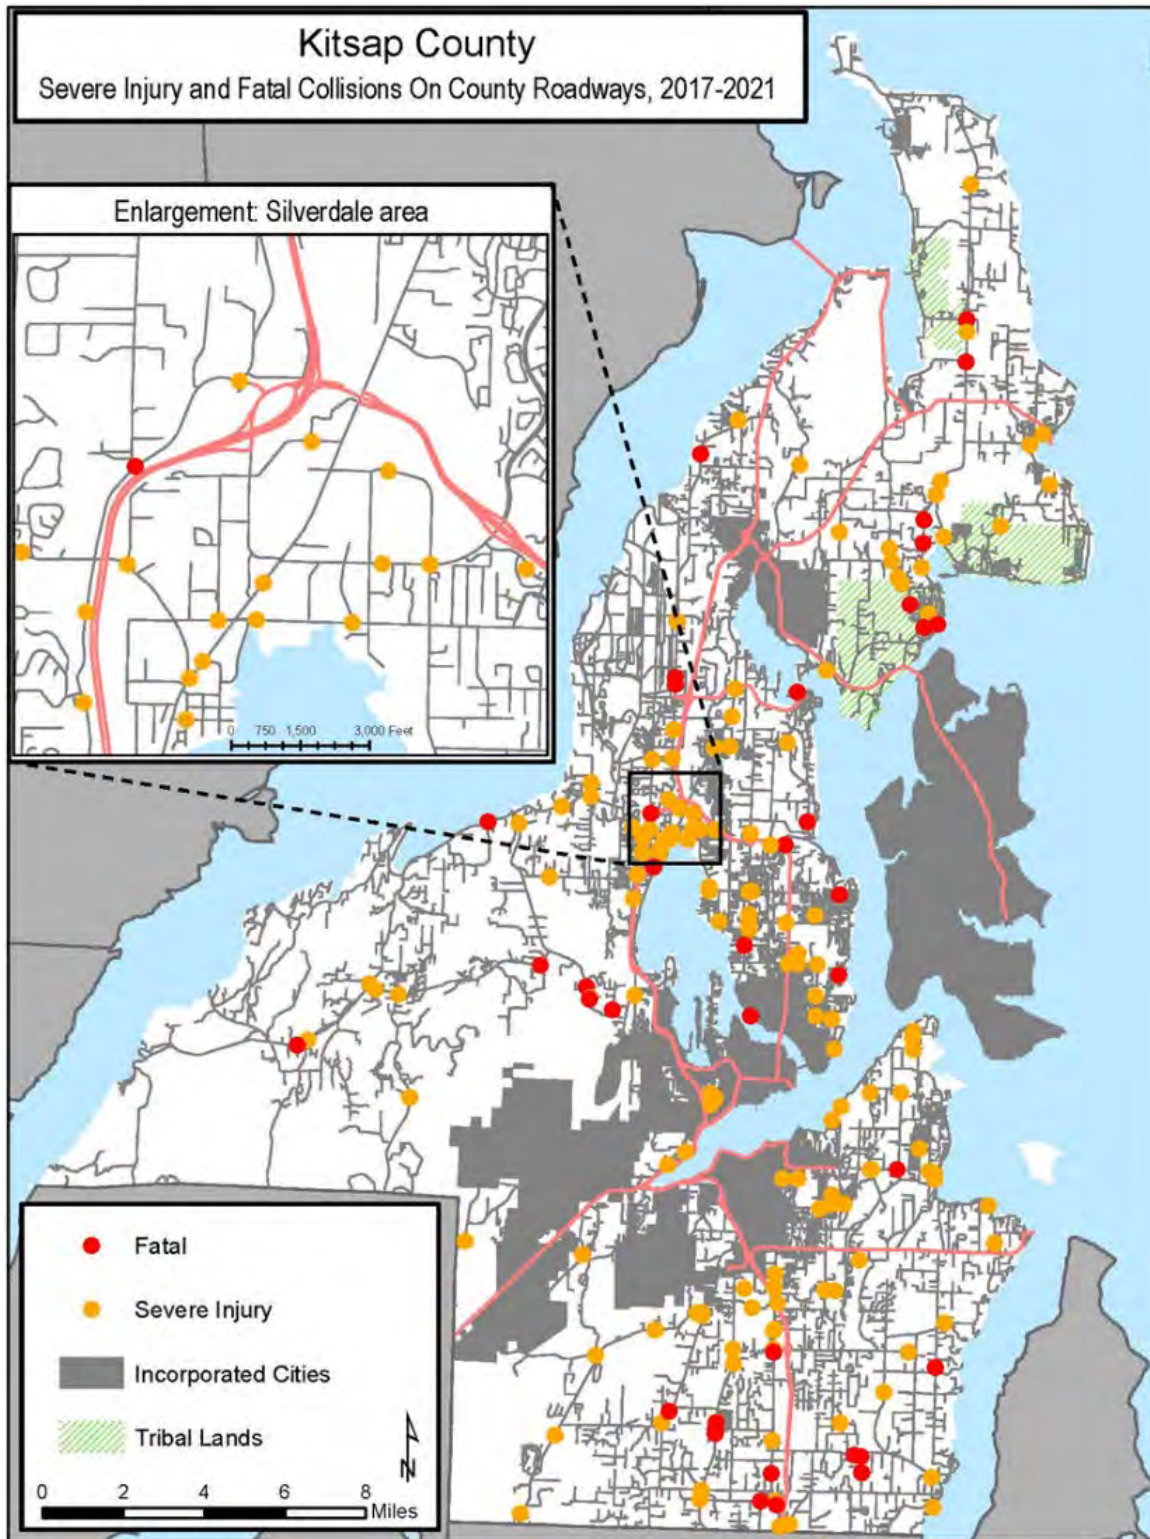 Kitsap County
Severe Injury and Fatal Collisions On County Roadways, 2017-2021
Enlargement: Silverdale area
0 750 1,500 3,000 Feet
Fatal
Severe Injury
Incorporated Cities
Tribal Lands
N
0 2 4 6 8
Miles